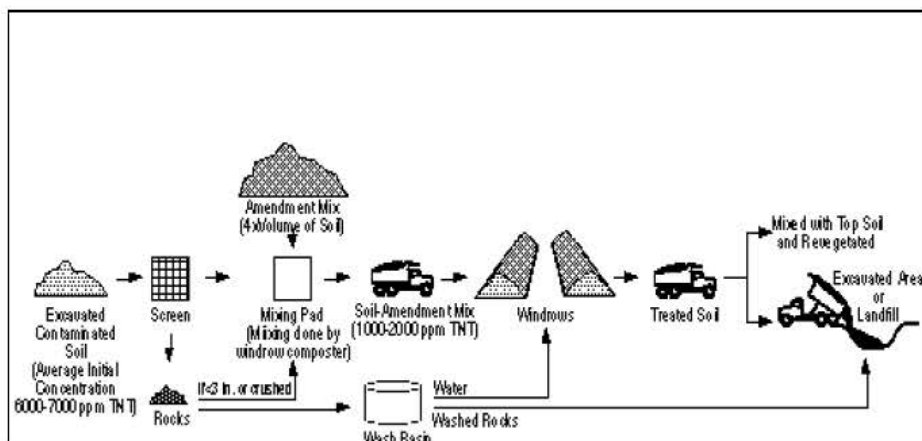 Amendment Mix
(4xVolume of Soil)
Mixed with Top Soil
and Revegetated
Excavated Area
or
Landfill
Excavated
Contaminated
Soil
(Average Initial
Concentration
6000-7000 ppm TNT)
Screen
Mixing Pad
(Mixing done by
windrow composter)
Soil-Amendment Mix
(1000-2000 ppm TNT)
Windrows
Treated Soil
Rocks
If<3 in. or crushed
Water
Washed Rocks
Wash Basin